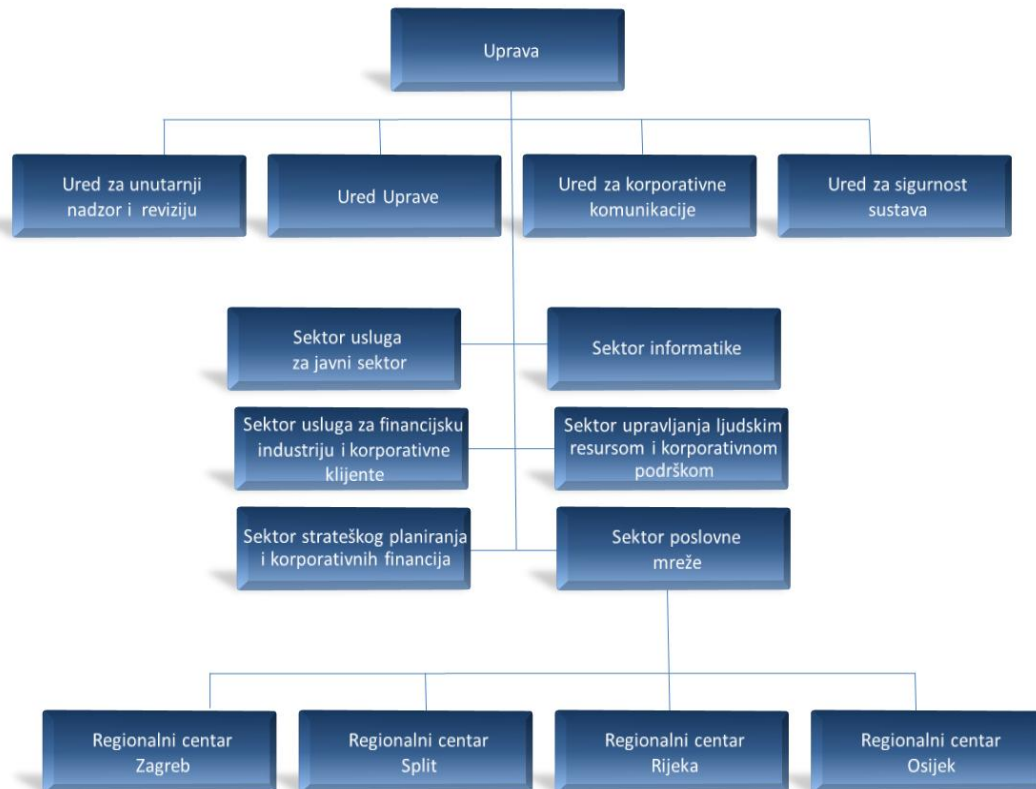 Uprava
Ured za unutarnji
nadzor i reviziju
Ured Uprave
Ured za korporativne
komunikacije
Ured za sigurnost
sustava
Sektor usluga
za javni sektor
Sektor informatike
Sektor usluga za financijsku
industriju i korporativne
klijente
Sektor upravljanja ljudskim
resursom i korporativnom
podrškom
Sektor strateškog planiranja
i korporativnih financija
Sektor poslovne
mreže
Regionalni centar
Zagreb
Regionalni centar
Split
Regionalni centar
Rijeka
Regionalni centar
Osijek